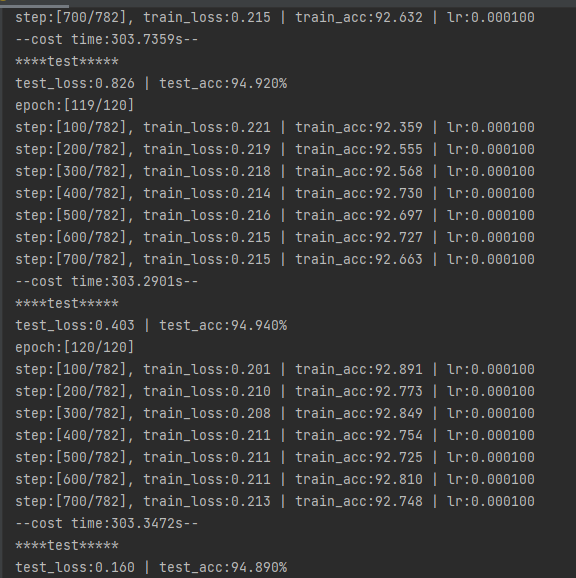 step:[700/782], train_loss:0.215 | train_acc:92.632 | lr:0.000100
--cost time:303.7359s--
****test*****
test_loss:0.826 | test_acc:94.920%
epoch:[119/120]
step:[100/782], train_loss:0.221 | train_acc:92.359 | lr:0.000100
step:[200/782], train_loss:0.219 | train_acc:92.555 | lr:0.000100
step:[300/782], train_loss:0.218 | train_acc:92.568 | lr:0.000100
step:[400/782], train_loss:0.214 | train_acc:92.730 | lr:0.000100
step:[500/782], train_loss:0.216 | train_acc:92.697 | lr:0.000100
step:[600/782], train_loss:0.215 | train_acc:92.727 | lr:0.000100
step:[700/782], train_loss:0.215 | train_acc:92.663 | lr:0.000100
--cost time:303.2901s--
****test*****
test_loss:0.403 | test_acc:94.940%
epoch:[120/120]
step:[100/782], train_loss:0.201 | train_acc:92.891 | lr:0.000100
step:[200/782], train_loss:0.210 | train_acc:92.773 | lr:0.000100
step:[300/782], train_loss:0.208 | train_acc:92.849 | lr:0.000100
step:[400/782], train_loss:0.211 | train_acc:92.754 | lr:0.000100
step:[500/782], train_loss:0.211 | train_acc:92.725 | lr:0.000100
step:[600/782], train_loss:0.211 | train_acc:92.810 | lr:0.000100
step:[700/782], train_loss:0.213 | train_acc:92.748 | lr:0.000100
--cost time:303.3472s--
****test*****
test_loss:0.160 | test_acc:94.890%